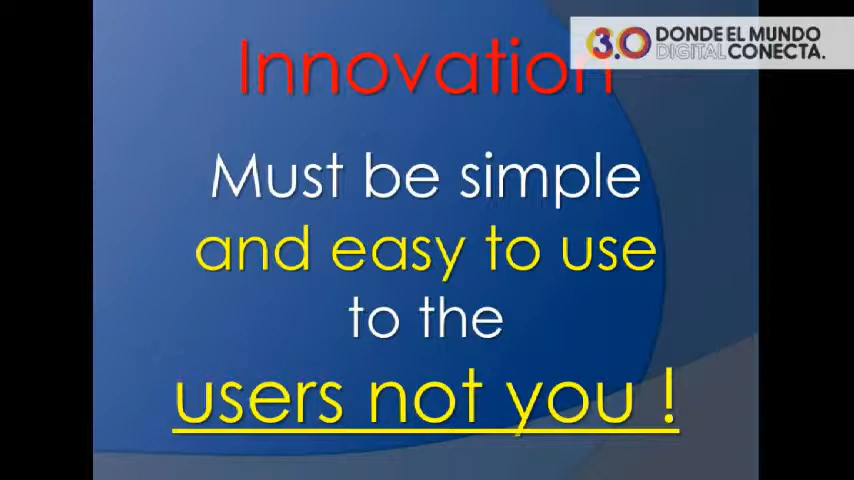 Innovation
3.0 DONDE EL MUNDO
DIGITAL CONECTA.
Must be simple
and easy to use
to the
users not you !